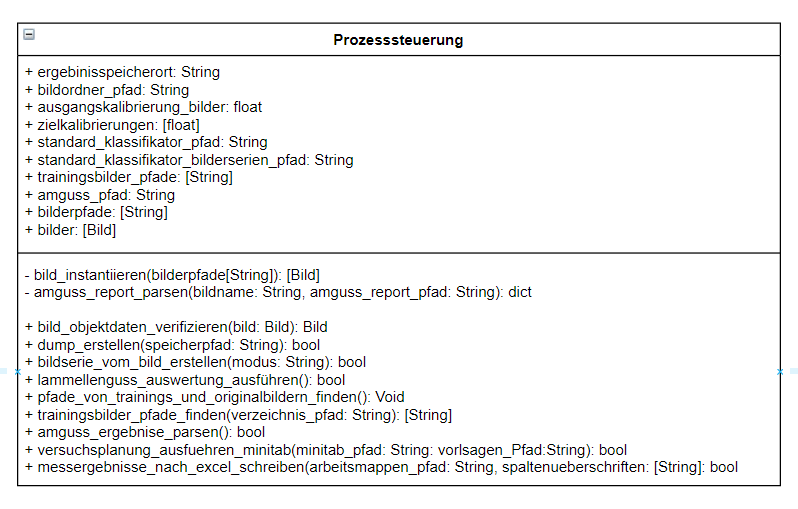 Prozesssteuerung
+ ergebinisspeicherort: String
+ bildordner_pfad: String
+ ausgangskalibrierung_bilder: float
+ zielkalibrierungen: [float]
+ standard_klassifikator_pfad: String
+ standard_klassifikator_bilderserien_pfad: String
+ trainingsbilder_pfade: [String]
+ amguss_pfad: String
+ bilderpfade: [String]
+ bilder: [Bild]
- bild_instantiieren(bilderpfade[String]): [Bild]
- amguss_report_parsen(bildname: String, amguss_report_pfad: String): dict
+ bild_objektdaten_verifizieren(bild: Bild): Bild
+ dump_erstellen(speicherpfad: String): bool
+ bildserie_vom_bild_erstellen(modus: String): bool
+ lammellenguss_auswertung_ausführen(): bool
+ pfade_von_trainings_und_originalbildern_finden(): Void
+ trainingsbilder_pfade_finden(verzeichnis_pfad: String): [String]
+ amguss_ergebnise_parsen(): bool
+ versuchsplanung_ausfuehren_minitab(minitab_pfad: String: vorlsagen_Pfad:String): bool
+ messergebnisse_nach_excel_schreiben(arbeitsmappen_pfad: String, spaltenueberschriften: [String]: bool